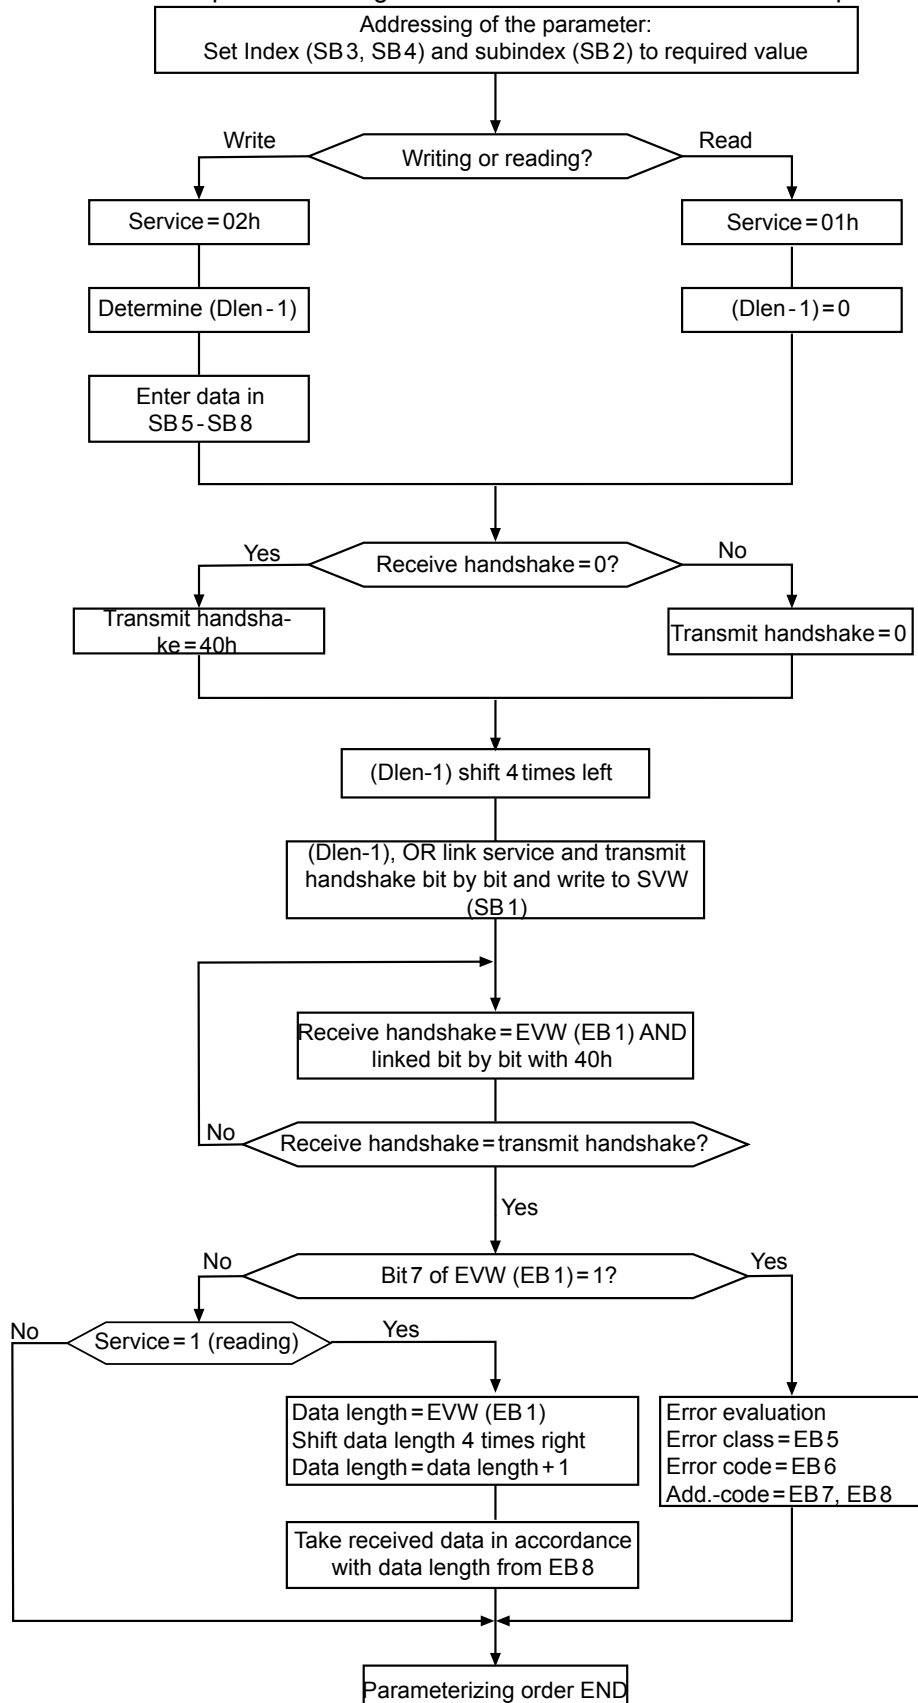 Addressing of the parameter:
Set Index (SB3, SB4) and subindex (SB2) to required value
Write
Writing or reading?
Read
Service=02h
Service=01h
Determine (Dlen-1)
(Dlen-1)=0
Enter data in
SB5-SB8
Yes
Receive handshake=0?
No
Transmit handsha-
ke=40h
Transmit handshake=0
(Dlen-1) shift 4 times left
(Dlen-1), OR link service and transmit
handshake bit by bit and write to SVW
(SB1)
Receive handshake=EVW (EB1) AND
linked bit by bit with 40h
No
Receive handshake=transmit handshake?
Yes
No
Bit7 of EVW (EB1)=1?
Yes
No
Service=1 (reading)
Yes
Data length=EVW (EB1)
Shift data length 4 times right
Data length=data length+1
Error evaluation
Error class=EB5
Error code=EB6
Add.-code=EB7, EB8
Take received data in accordance
with data length from EB8
Parameterizing order END